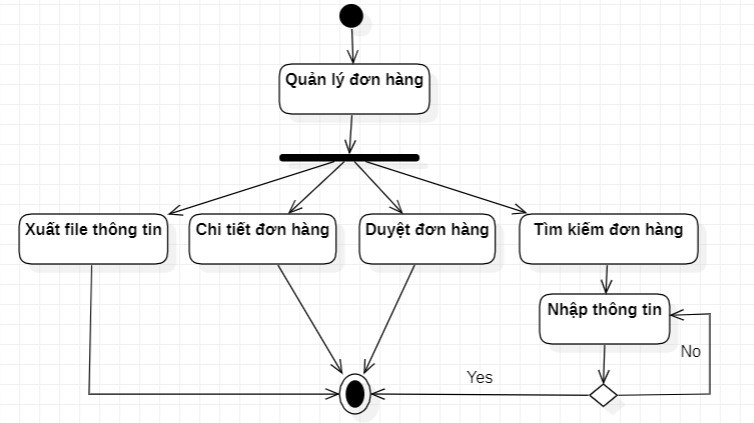 Quản lý đơn hàng
Xuất file thông tin
Chi tiết đơn hàng
Duyệt đơn hàng
Tìm kiếm đơn hàng
Nhập thông tin
No
Yes